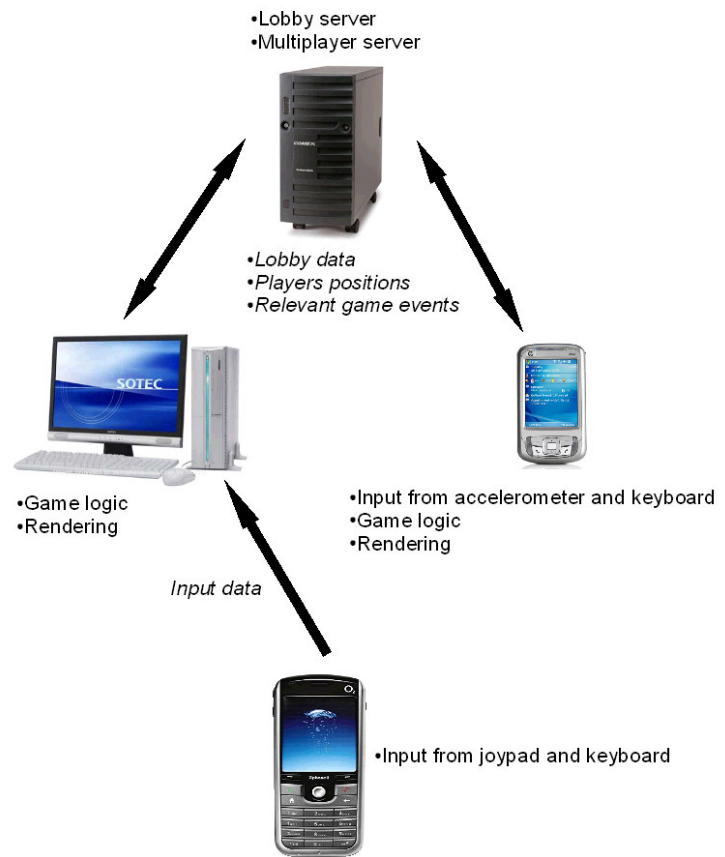 •Lobby server
•Multiplayer server
•Lobby data
•Players positions
•Relevant game events
SOTEC
•Game logic
•Rendering
•Input from accelerometer and keyboard
•Game logic
•Rendering
Input data
O2
•Input from joypad and keyboard